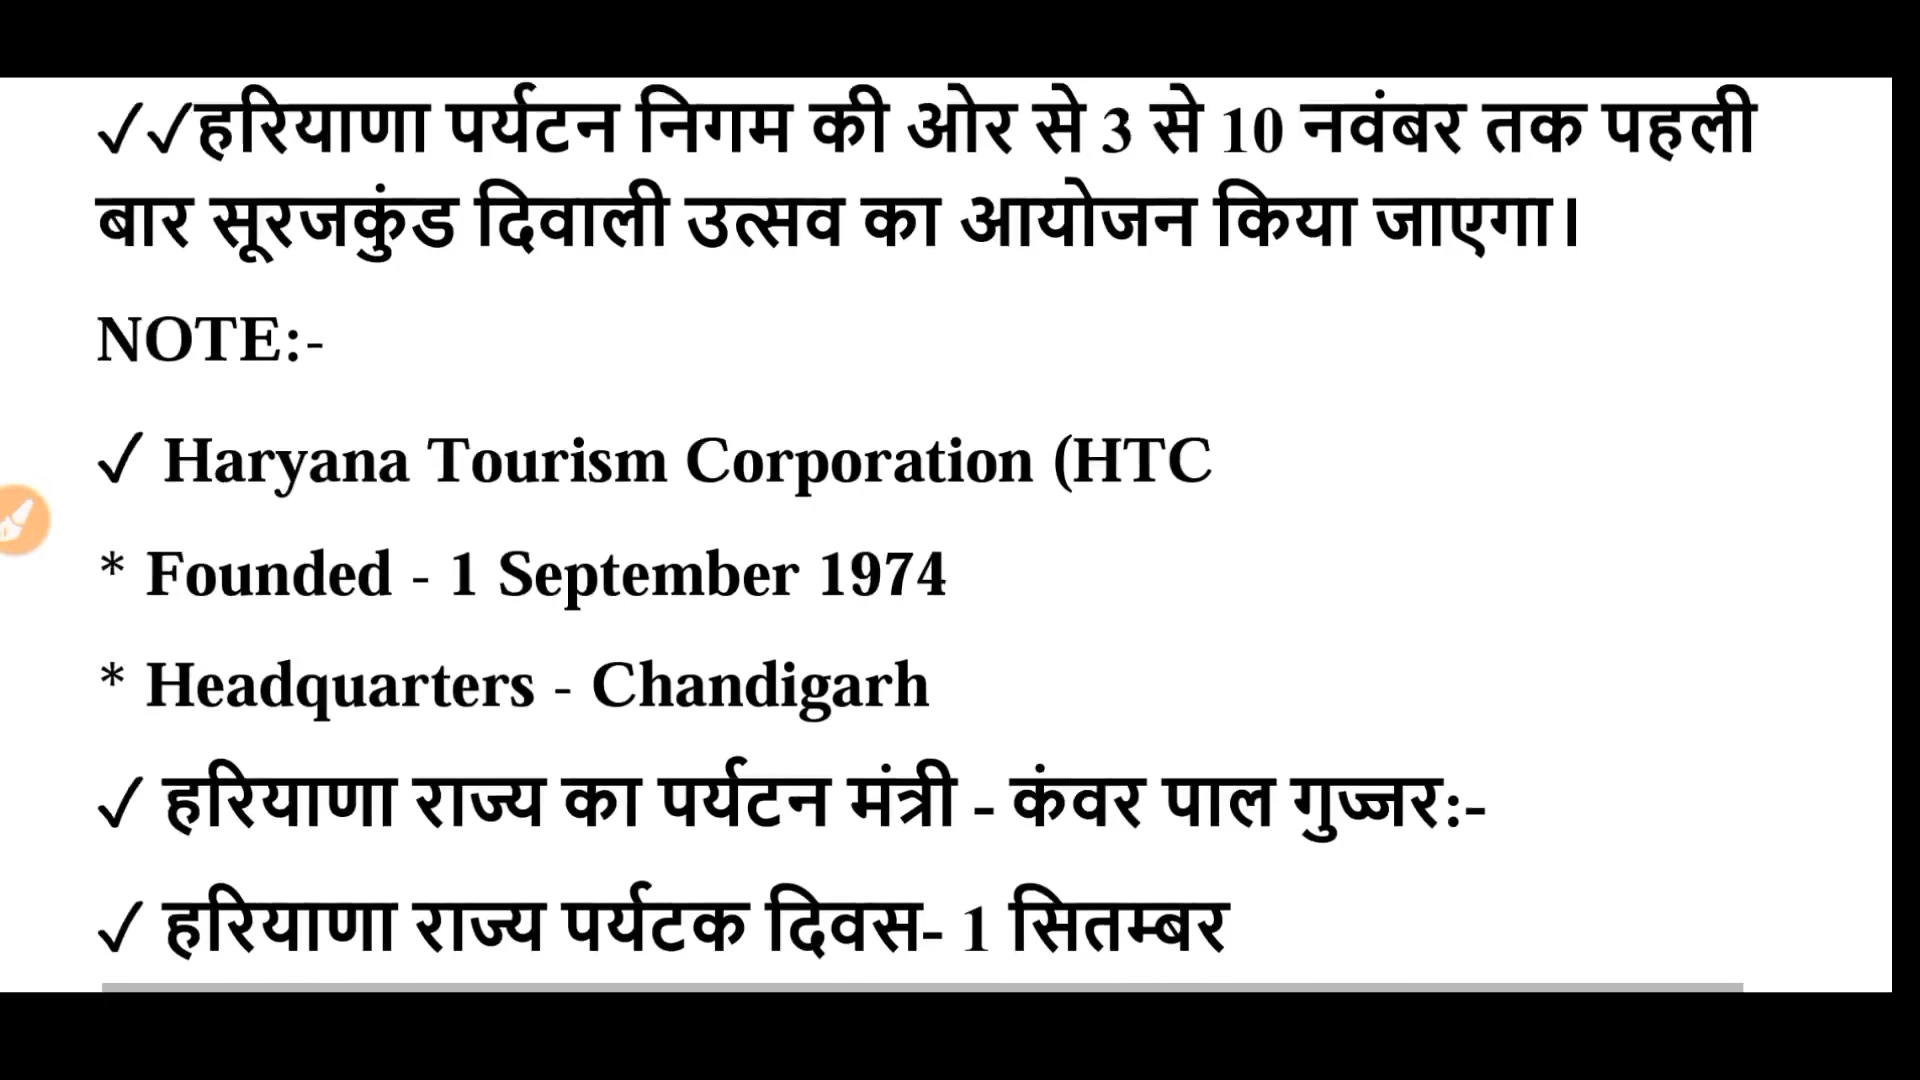 ✓✓हरियाणा पर्यटन निगम की ओर से 3 से 10 नवंबर तक पहली
बार सूरजकुंड दिवाली उत्सव का आयोजन किया जाएगा।
NOTE:-
✓ Haryana Tourism Corporation (HTC
* Founded - 1 September 1974
* Headquarters - Chandigarh
✓ हरियाणा राज्य का पर्यटन मंत्री - कंवर पाल गुज्जर:-
✓ हरियाणा राज्य पर्यटक दिवस- 1 सितम्बर